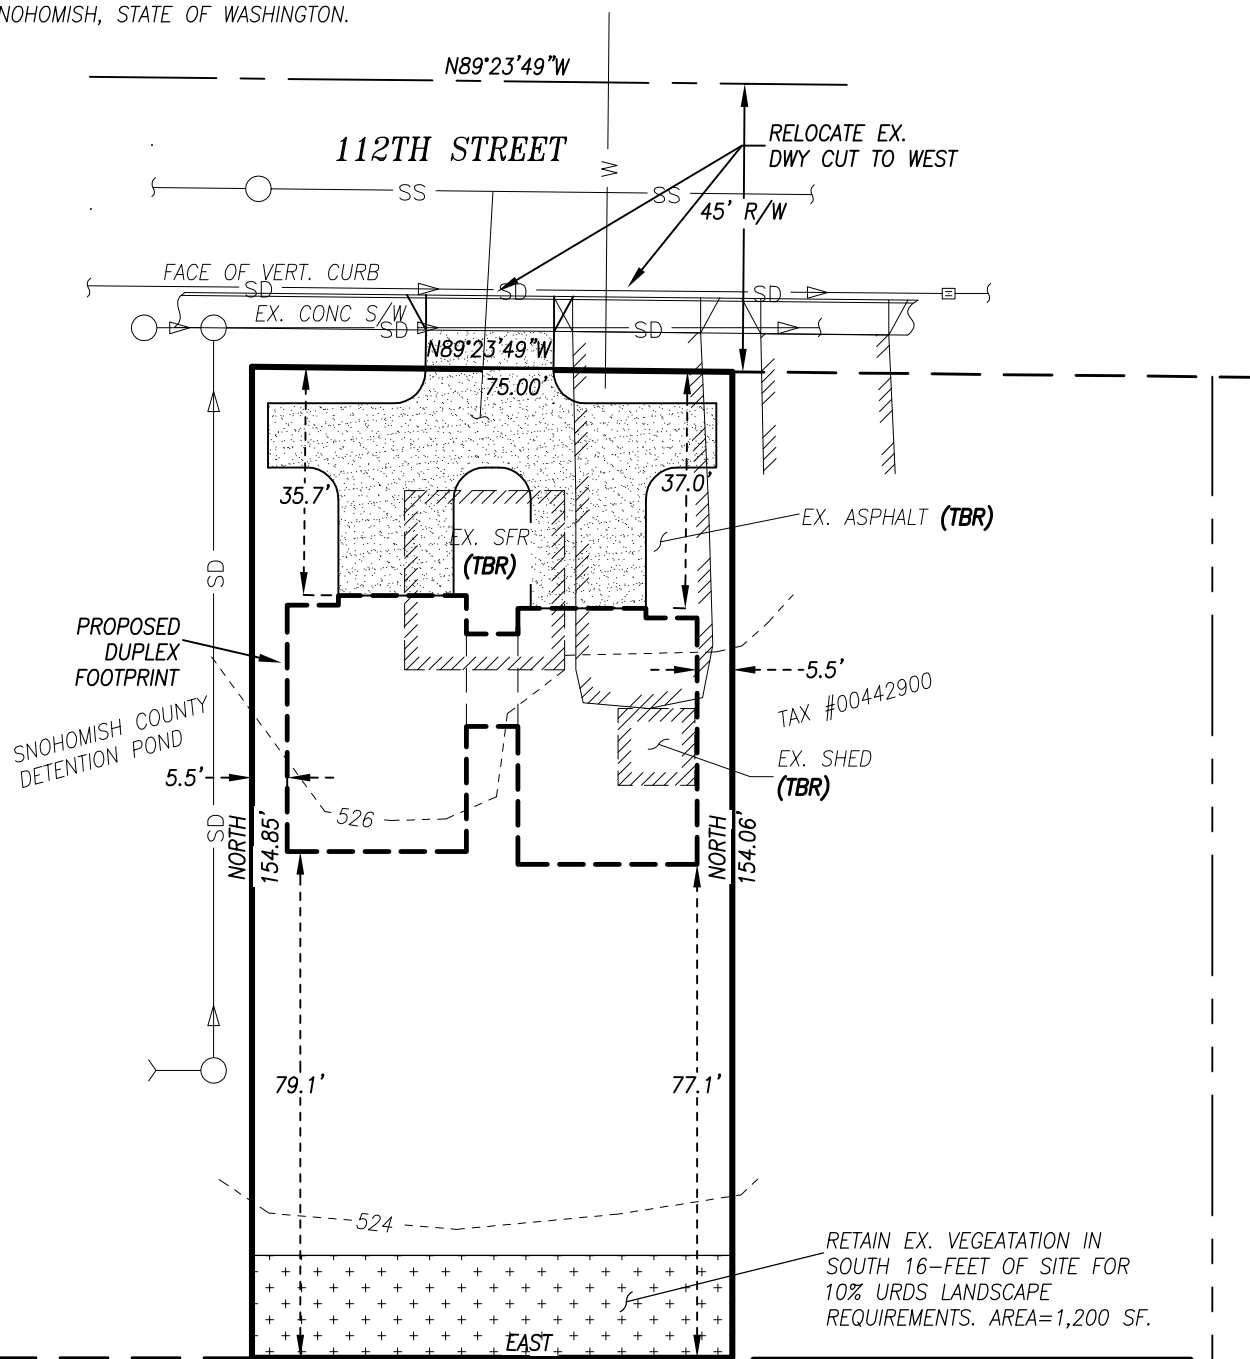 NOHOMISH, STATE OF WASHINGTON.
N89°23'49"W
112TH STREET
RELOCATE EX.
DWY CUT TO WEST
W
SS
SS
45' R/W
FACE OF VERT. CURB
SD
SD
SD
EX. CONC S/W
SD
SD
N89°23'49"W
75.00'
35.7'
37.0'
EX. ASPHALT (TBR)
EX. SFR
(TBR)
SD
PROPOSED
DUPLEX
FOOTPRINT
5.5'
TAX #00442900
SNOHOMISH COUNTY
DETENTION POND
EX. SHED
(TBR)
5.5'
526
SD
NORTH
154.85'
NORTH
154.06'
79.1'
77.1'
524
RETAIN EX. VEGEATATION IN
SOUTH 16-FEET OF SITE FOR
10% URDS LANDSCAPE
REQUIREMENTS. AREA=1,200 SF.
EAST